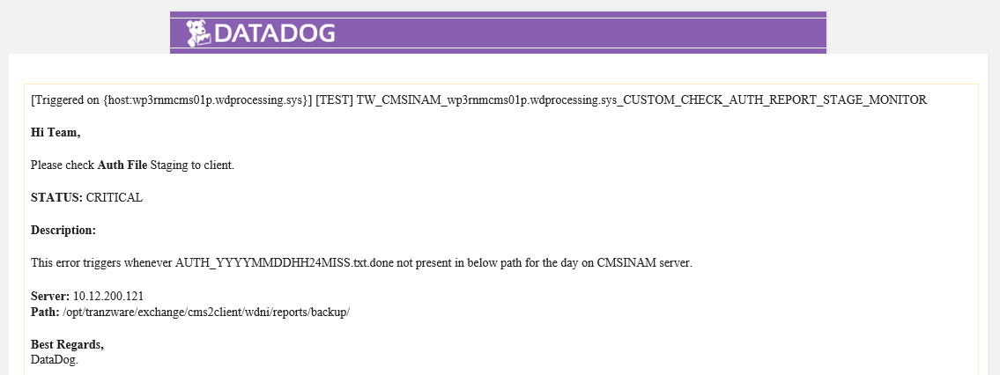 DATADOG
[Triggered on {host:wp3rnmcms01p.wdprocessing.sys}] [TEST] TW_CMSINAM_wp3rnmcms01p.wdprocessing.sys_CUSTOM_CHECK_AUTH_REPORT_STAGE_MONITOR
Hi Team,
Please check Auth File Staging to client.
STATUS: CRITICAL
Description:
This error triggers whenever AUTH_YYYYMMDDHH24MISS.txt.done not present in below path for the day on CMSINAM server.
Server: 10.12.200.121
Path: /opt/tranzware/exchange/cms2client/wdni/reports/backup/
Best Regards,
DataDog.